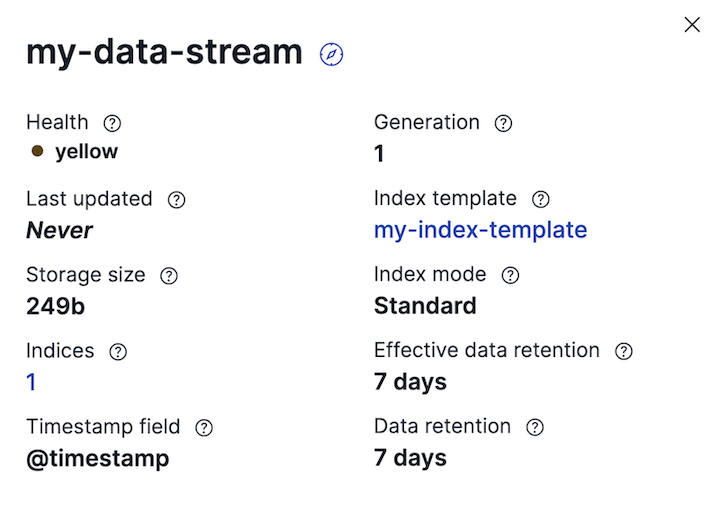 my-data-stream
Health
yellow
Generation
1
Last updated
Never
Index template
my-index-template
Storage size
249b
Index mode
Standard
Indices
1
Effective data retention
7 days
Timestamp field
@timestamp
Data retention
7 days